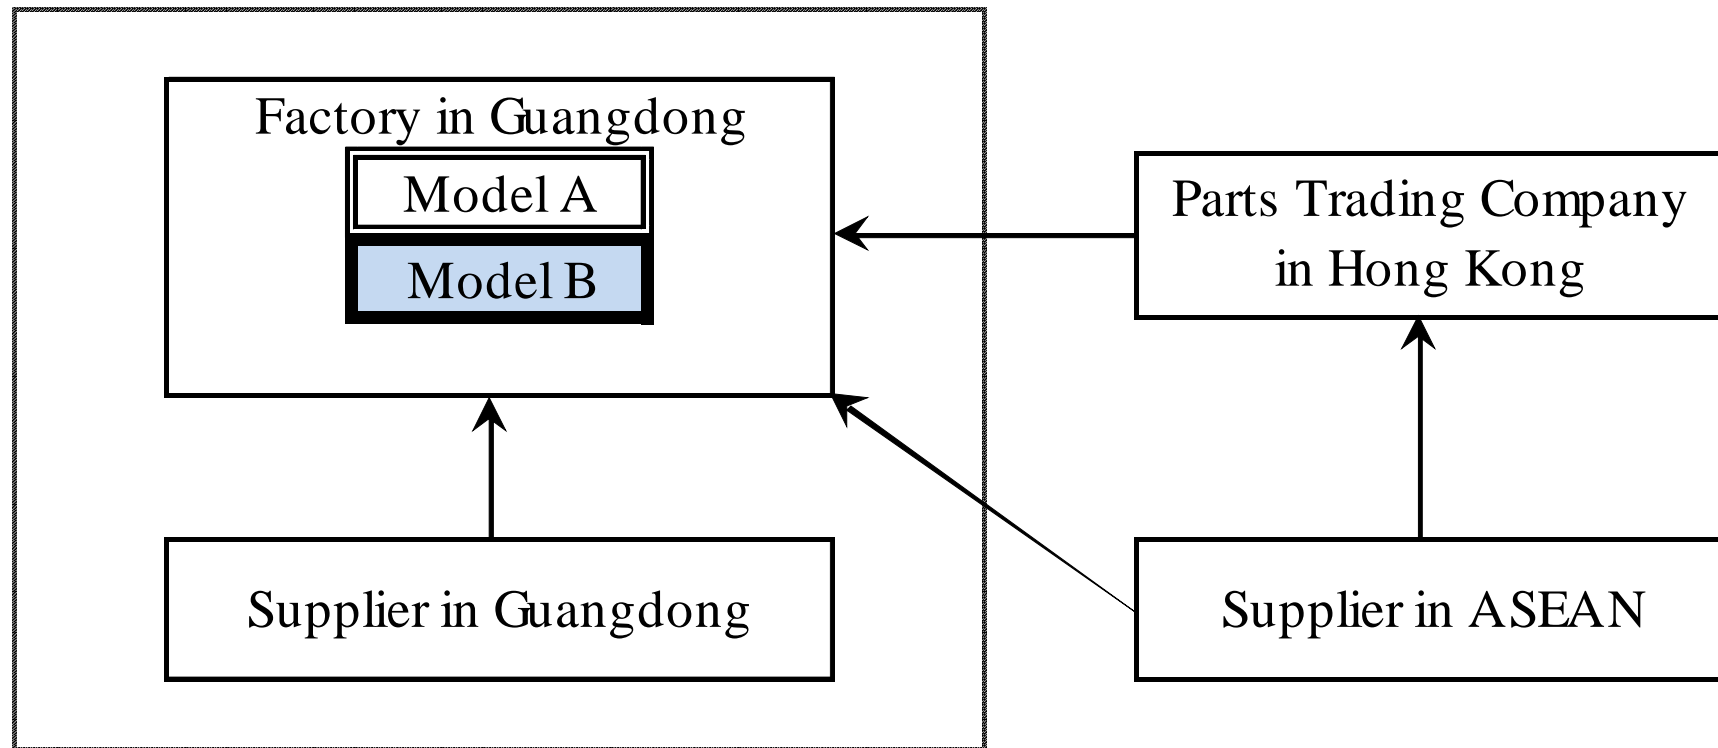 Factory in Guangdong
Model A
Model B
Parts Trading Company
in Hong Kong
Supplier in Guangdong
Supplier in ASEAN